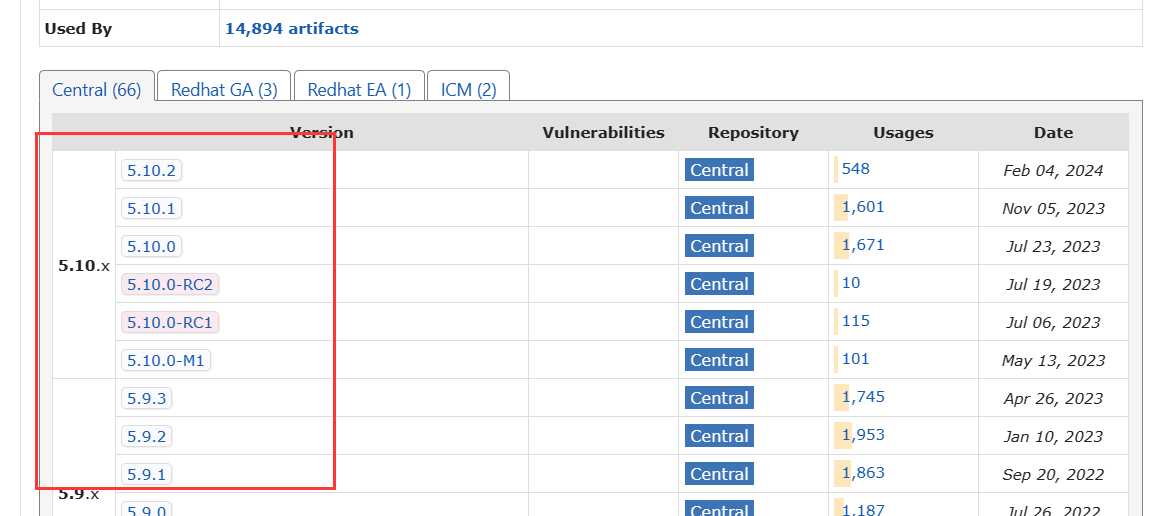 Used By 14,894 artifacts
Central (66) Redhat GA (3) Redhat EA (1) ICM (2)
Version Vulnerabilities Repository Usages Date
5.10.x
5.10.2 Central 548 Feb 04, 2024
5.10.1 Central 1,601 Nov 05, 2023
5.10.0 Central 1,671 Jul 23, 2023
5.10.0-RC2 Central 10 Jul 19, 2023
5.10.0-RC1 Central 115 Jul 06, 2023
5.10.0-M1 Central 101 May 13, 2023
5.9.x
5.9.3 Central 1,745 Apr 26, 2023
5.9.2 Central 1,953 Jan 10, 2023
5.9.1 Central 1,863 Sep 20, 2022
5.9.0 Central 1,187 Jul 26, 2022